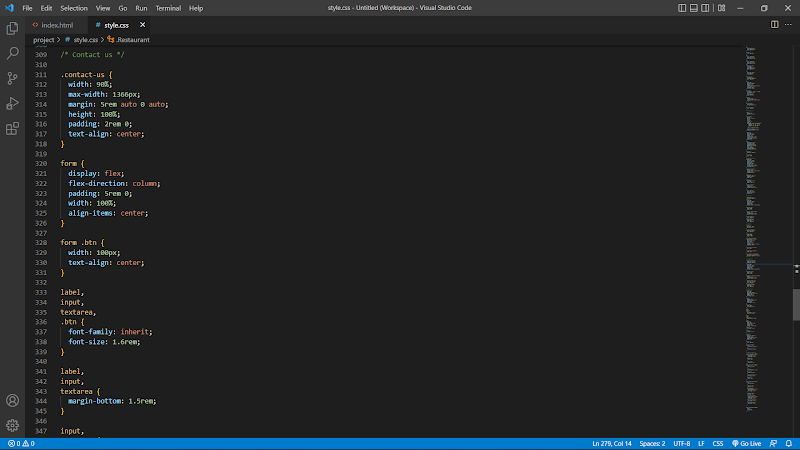 File Edit Selection View Go Run Terminal Help style.css - Untitled (Workspace) - Visual Studio Code
index.html # style.css
project > # style.css > .Restaurant
309 /* Contact us */
310
311 .contact-us {
312 width: 90%;
313 max-width: 1366px;
314 margin: 5rem auto 0 auto;
315 height: 100%;
316 padding: 2rem 0;
317 text-align: center;
318 }
319
320 form {
321 display: flex;
322 flex-direction: column;
323 padding: 5rem 0;
324 width: 100%;
325 align-items: center;
326 }
327
328 form .btn {
329 width: 100px;
330 text-align: center;
331 }
332
333 label,
334 input,
335 textarea,
336 .btn {
337 font-family: inherit;
338 font-size: 1.6rem;
339 }
340
341 label,
342 input,
343 textarea {
344 margin-bottom: 1.5rem;
345 }
346
347 input,
0 0 Ln 279, Col 14 Spaces: 2 UTF-8 LF CSS Go Live